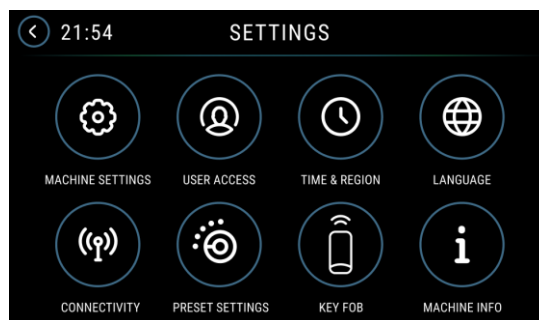 21:54 SETTINGS
MACHINE SETTINGS USER ACCESS TIME & REGION LANGUAGE
CONNECTIVITY PRESET SETTINGS KEY FOB MACHINE INFO